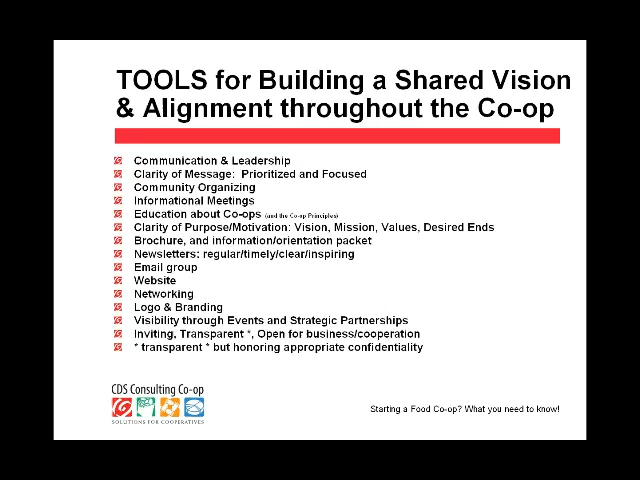 TOOLS for Building a Shared Vision
& Alignment throughout the Co-op
Communication & Leadership
Clarity of Message: Prioritized and Focused
Community Organizing
Informational Meetings
Education about Co-ops (and the Co-op Principles)
Clarity of Purpose/Motivation: Vision, Mission, Values, Desired Ends
Brochure, and information/orientation packet
Newsletters: regular/timely/clear/inspiring
Email group
Website
Networking
Logo & Branding
Visibility through Events and Strategic Partnerships
Inviting, Transparent *, Open for business/cooperation
* transparent * but honoring appropriate confidentiality
CDS Consulting Co-op
SOLUTIONS FOR COOPERATIVES
Starting a Food Co-op? What you need to know!